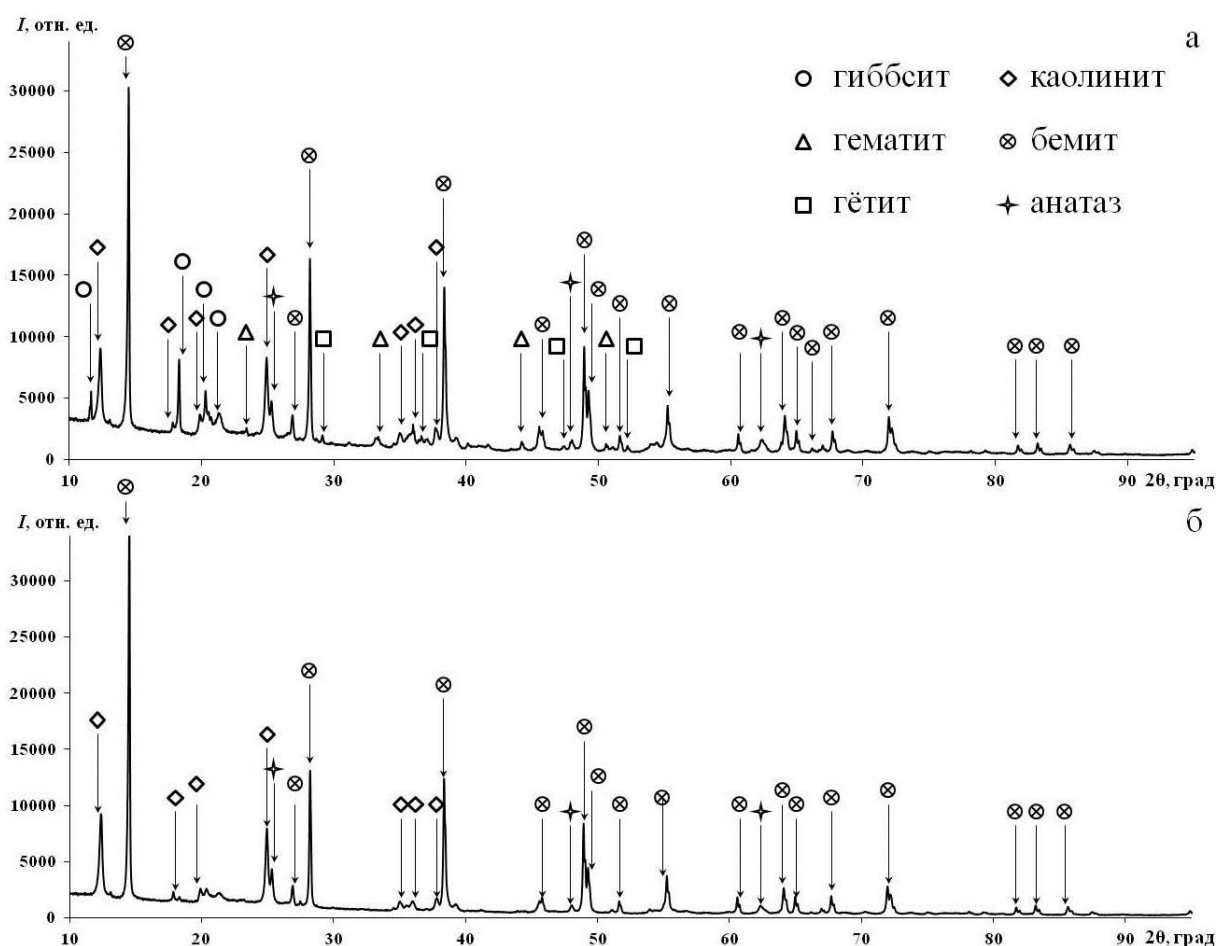 I, отн. ед.
а
гиббсит
каолинит
гематит
бемит
гётит
анатаз
30000
25000
20000
15000
10000
5000
0
10 20 30 40 50 60 70 80 90 2θ, град
I, отн. ед.
б
30000
25000
20000
15000
10000
5000
0
10 20 30 40 50 60 70 80 90 2θ, град